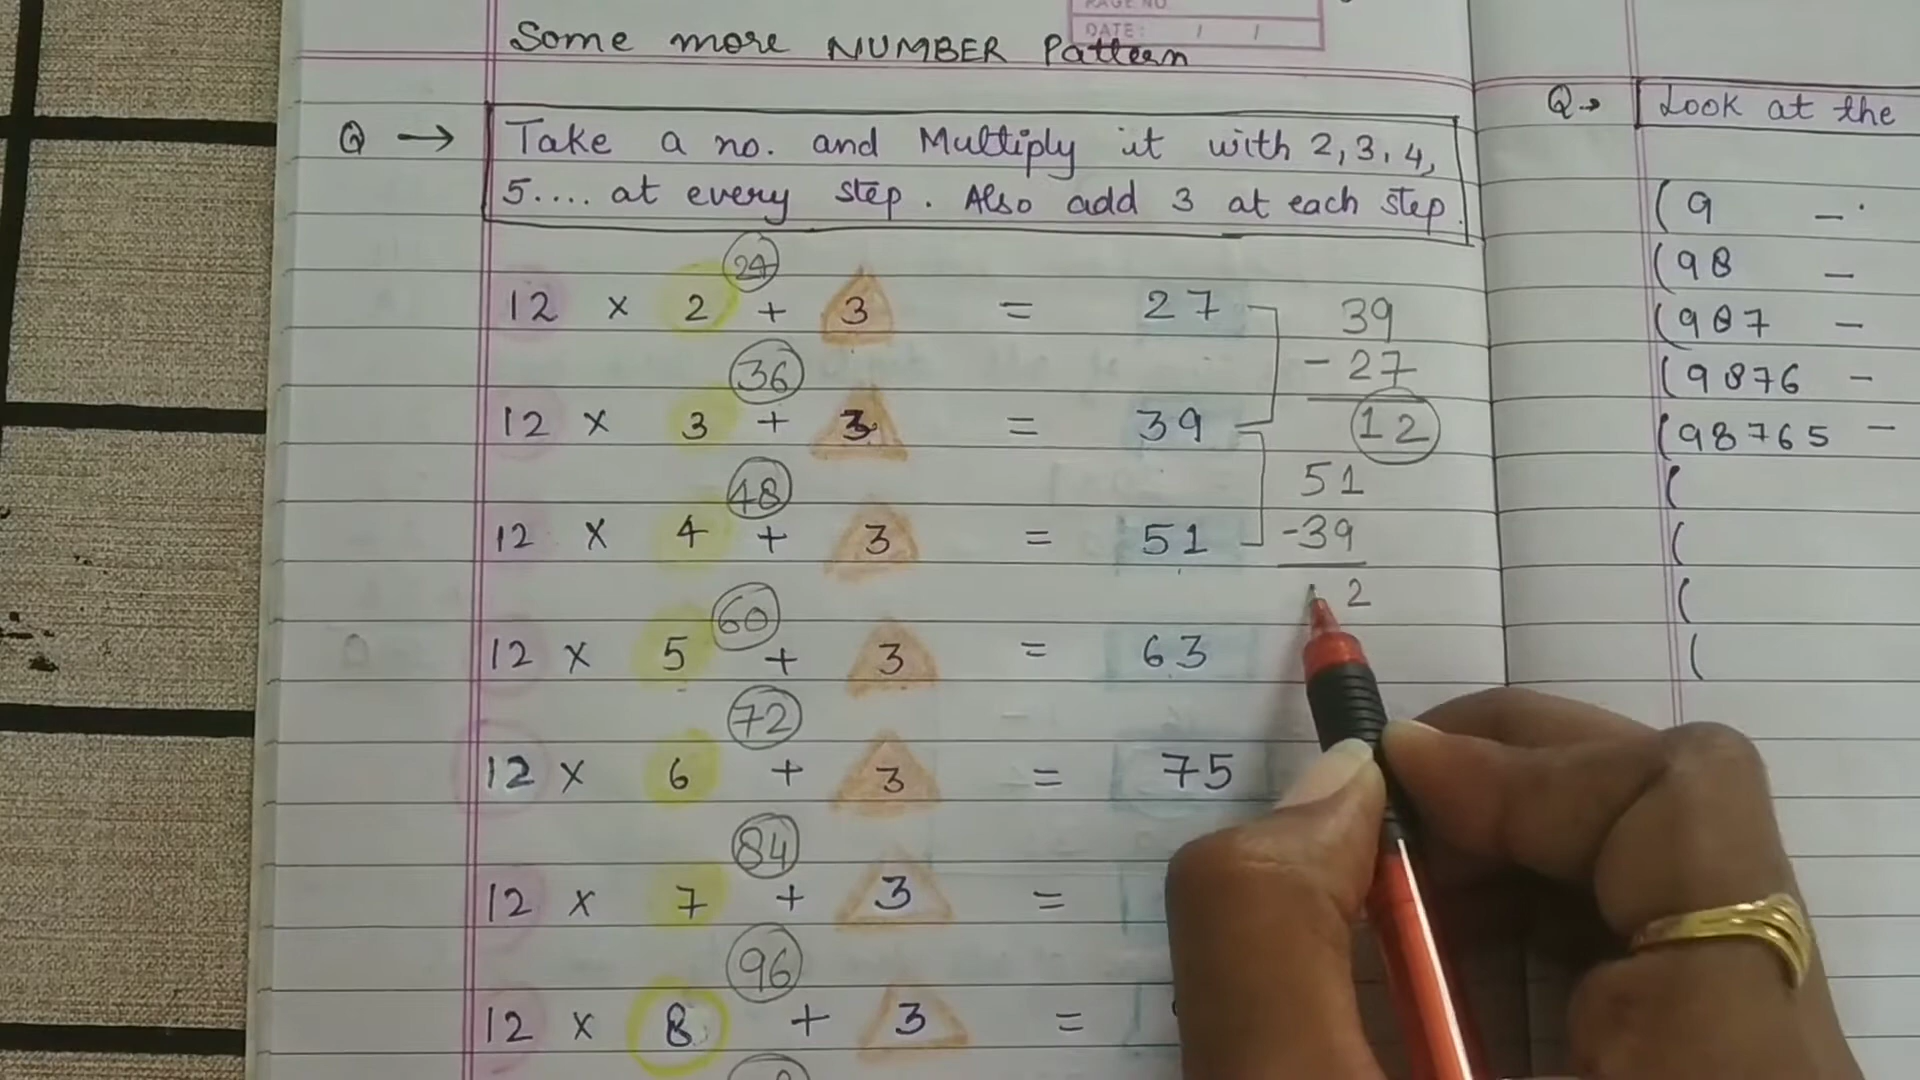 PAGE NO
DATE: / /
Some more NUMBER Pattern
Q → Take a no. and Multiply it with 2, 3, 4,
5.... at every step. Also add 3 at each step.
24
12 × 2 + 3 = 27
36
12 × 3 + 3 = 39
48
12 × 4 + 3 = 51
60
12 × 5 + 3 = 63
72
12 × 6 + 3 = 75
84
12 × 7 + 3 =
96
12 × 8 + 3 =
39
- 27
12
51
-39
2
Q→ Look at the
(9 -
(98 -
(987 -
(9876 -
(98765 -
(
(
(
(